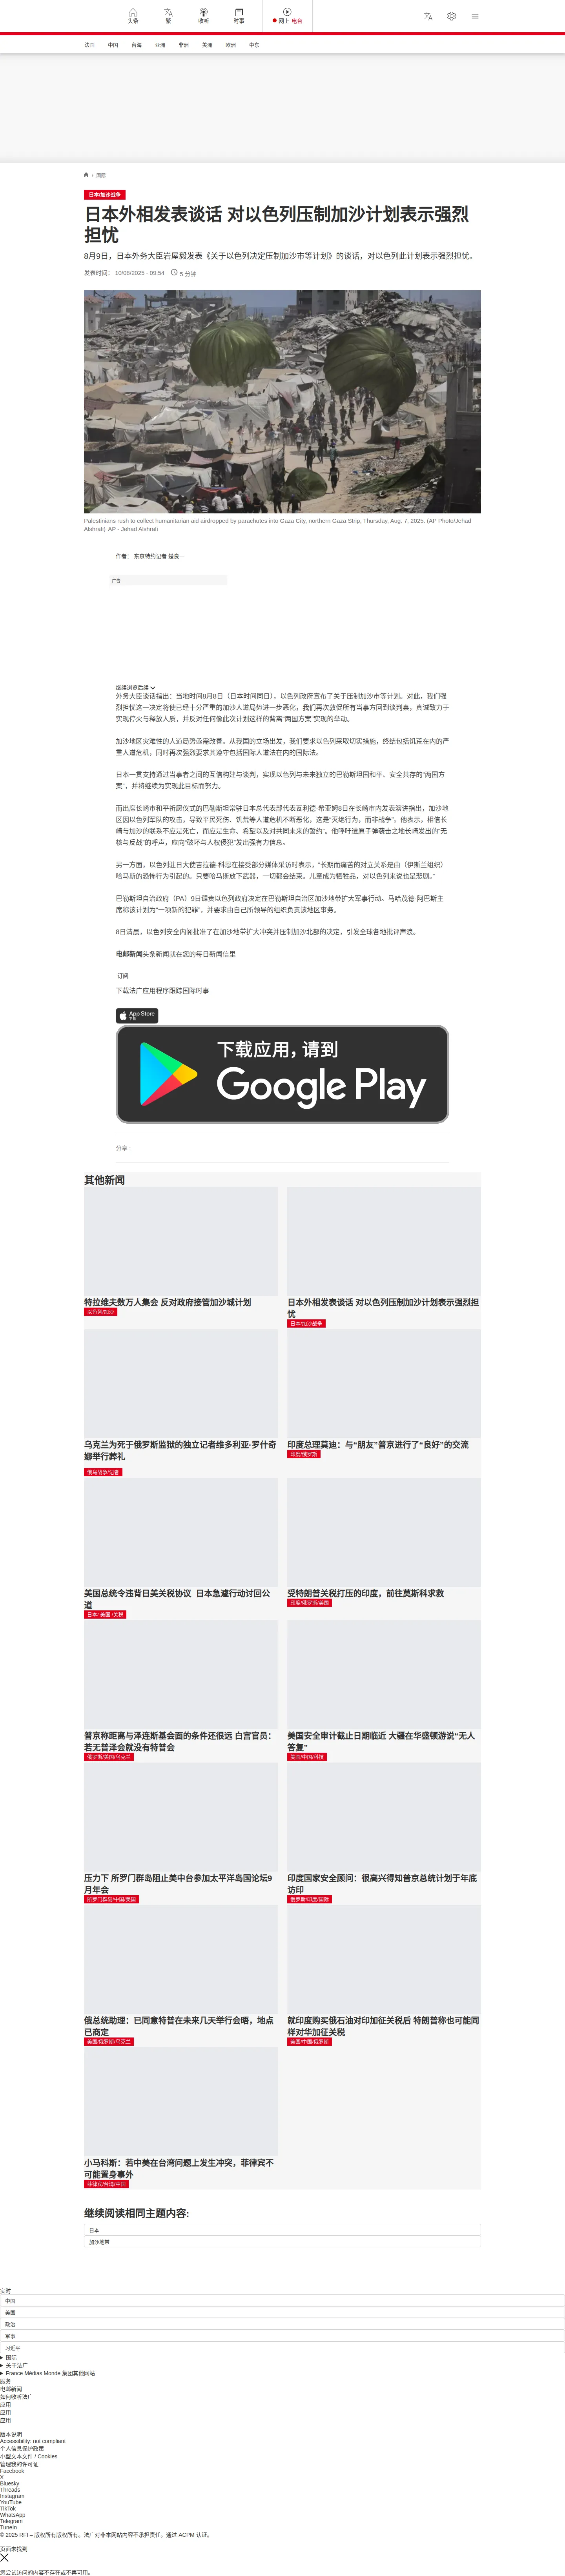 头条
繁
收听
时事
网上 电台
法国 中国 台海 亚洲 非洲 美洲 欧洲 中东
/ 国际
日本/加沙战争
日本外相发表谈话 对以色列压制加沙计划表示强烈
担忧
8月9日，日本外务大臣岩屋毅发表《关于以色列决定压制加沙市等计划》的谈话，对以色列此计划表示强烈担忧。
发表时间： 10/08/2025 - 09:54 5 分钟
Palestinians rush to collect humanitarian aid airdropped by parachutes into Gaza City, northern Gaza Strip, Thursday, Aug. 7, 2025. (AP Photo/Jehad
Alshrafi) AP - Jehad Alshrafi
作者： 东京特约记者 楚良一
广告
继续浏览后续
外务大臣谈话指出：当地时间8月8日（日本时间同日），以色列政府宣布了关于压制加沙市等计划。对此，我们强
烈担忧这一决定将使已经十分严重的加沙人道局势进一步恶化，我们再次敦促所有当事方回到谈判桌，真诚致力于
实现停火与释放人质，并反对任何像此次计划这样的背离“两国方案”实现的举动。
加沙地区灾难性的人道局势亟需改善。从我国的立场出发，我们要求以色列采取切实措施，终结包括饥荒在内的严
重人道危机，同时再次强烈要求其遵守包括国际人道法在内的国际法。
日本一贯支持通过当事者之间的互信构建与谈判，实现以色列与未来独立的巴勒斯坦国和平、安全共存的“两国方
案”，并将继续为实现此目标而努力。
而出席长崎市和平祈愿仪式的巴勒斯坦常驻日本总代表部代表瓦利德·希亚姆8日在长崎市内发表演讲指出，加沙地
区因以色列军队的攻击，导致平民死伤、饥荒等人道危机不断恶化，这是“灭绝行为，而非战争”。他表示，相信长
崎与加沙的联系不应是死亡，而应是生命、希望以及对共同未来的誓约”。他呼吁遭原子弹袭击之地长崎发出的“无
核与反战”的呼声，应向“破坏与人权侵犯”发出强有力信息。
另一方面，以色列驻日大使吉拉德·科恩在接受部分媒体采访时表示，“长期而痛苦的对立关系是由（伊斯兰组织）
哈马斯的恐怖行为引起的。只要哈马斯放下武器，一切都会结束。儿童成为牺牲品，对以色列来说也是悲剧。”
巴勒斯坦自治政府（PA）9日谴责以色列政府决定在巴勒斯坦自治区加沙地带扩大军事行动。马哈茂德·阿巴斯主
席称该计划为“一项新的犯罪”，并要求由自己所领导的组织负责该地区事务。
8日清晨，以色列安全内阁批准了在加沙地带扩大冲突并压制加沙北部的决定，引发全球各地批评声浪。
电邮新闻头条新闻就在您的每日新闻信里
订阅
下载法广应用程序跟踪国际时事
App Store
下载
下载应用，请到
Google Play
分享 :
其他新闻
特拉维夫数万人集会 反对政府接管加沙城计划
以色列/加沙
日本外相发表谈话 对以色列压制加沙计划表示强烈担
忧
日本/加沙战争
乌克兰为死于俄罗斯监狱的独立记者维多利亚·罗什奇
娜举行葬礼
俄乌战争/记者
印度总理莫迪：与“朋友”普京进行了“良好”的交流
印度/俄罗斯
美国总统令违背日美关税协议 日本急遽行动讨回公
道
日本/ 美国 /关税
受特朗普关税打压的印度，前往莫斯科求救
印度/俄罗斯/美国
普京称距离与泽连斯基会面的条件还很远 白宫官员：
若无普泽会就没有特普会
俄罗斯/美国/乌克兰
美国安全审计截止日期临近 大疆在华盛顿游说“无人
答复”
美国/中国/科技
压力下 所罗门群岛阻止美中台参加太平洋岛国论坛9
月年会
所罗门群岛/中国/美国
印度国家安全顾问：很高兴得知普京总统计划于年底
访印
俄罗斯/印度/国际
俄总统助理：已同意特普在未来几天举行会晤，地点
已商定
美国/俄罗斯/乌克兰
就印度购买俄石油对印加征关税后 特朗普称也可能同
样对华加征关税
美国/中国/俄罗斯
小马科斯：若中美在台湾问题上发生冲突，菲律宾不
可能置身事外
菲律宾/台湾/中国
继续阅读相同主题内容:
日本
加沙地带
实时
中国
美国
政治
军事
习近平
国际
关于法广
France Médias Monde 集团其他网站
服务
电邮新闻
如何收听法广
应用
应用
应用
版本说明
Accessibility: not compliant
个人信息保护政策
小型文本文件 / Cookies
管理我的许可证
Facebook
X
Bluesky
Threads
Instagram
YouTube
TikTok
WhatsApp
Telegram
TuneIn
© 2025 RFI – 版权所有版权所有。法广对非本网站内容不承担责任。通过 ACPM 认证。
页面未找到
您尝试访问的内容不存在或不再可用。